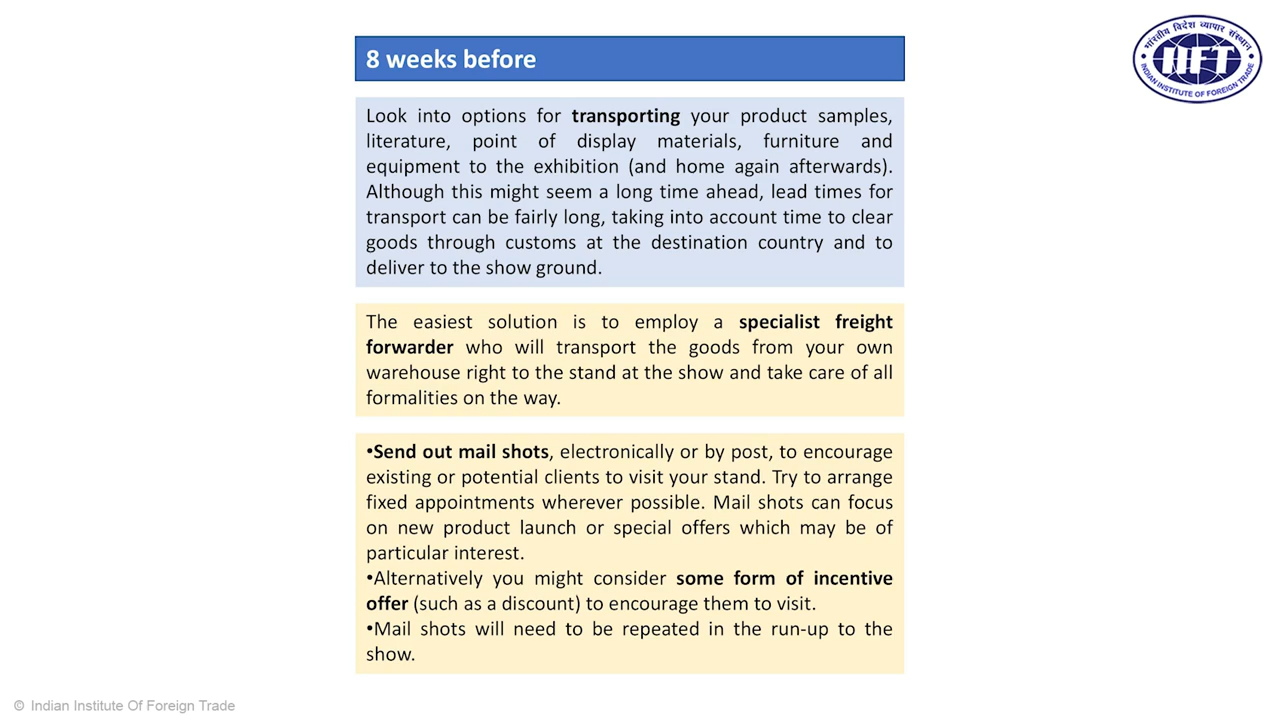 8 weeks before
Look into options for transporting your product samples,
literature, point of display materials, furniture and
equipment to the exhibition (and home again afterwards).
Although this might seem a long time ahead, lead times for
transport can be fairly long, taking into account time to clear
goods through customs at the destination country and to
deliver to the show ground.
The easiest solution is to employ a specialist freight
forwarder who will transport the goods from your own
warehouse right to the stand at the show and take care of all
formalities on the way.
•Send out mail shots, electronically or by post, to encourage
existing or potential clients to visit your stand. Try to arrange
fixed appointments wherever possible. Mail shots can focus
on new product launch or special offers which may be of
particular interest.
•Alternatively you might consider some form of incentive
offer (such as a discount) to encourage them to visit.
•Mail shots will need to be repeated in the run-up to the
show.
भारतीय विदेश व्यापार संस्थान
IIFT
INDIAN INSTITUTE OF FOREIGN TRADE
© Indian Institute Of Foreign Trade